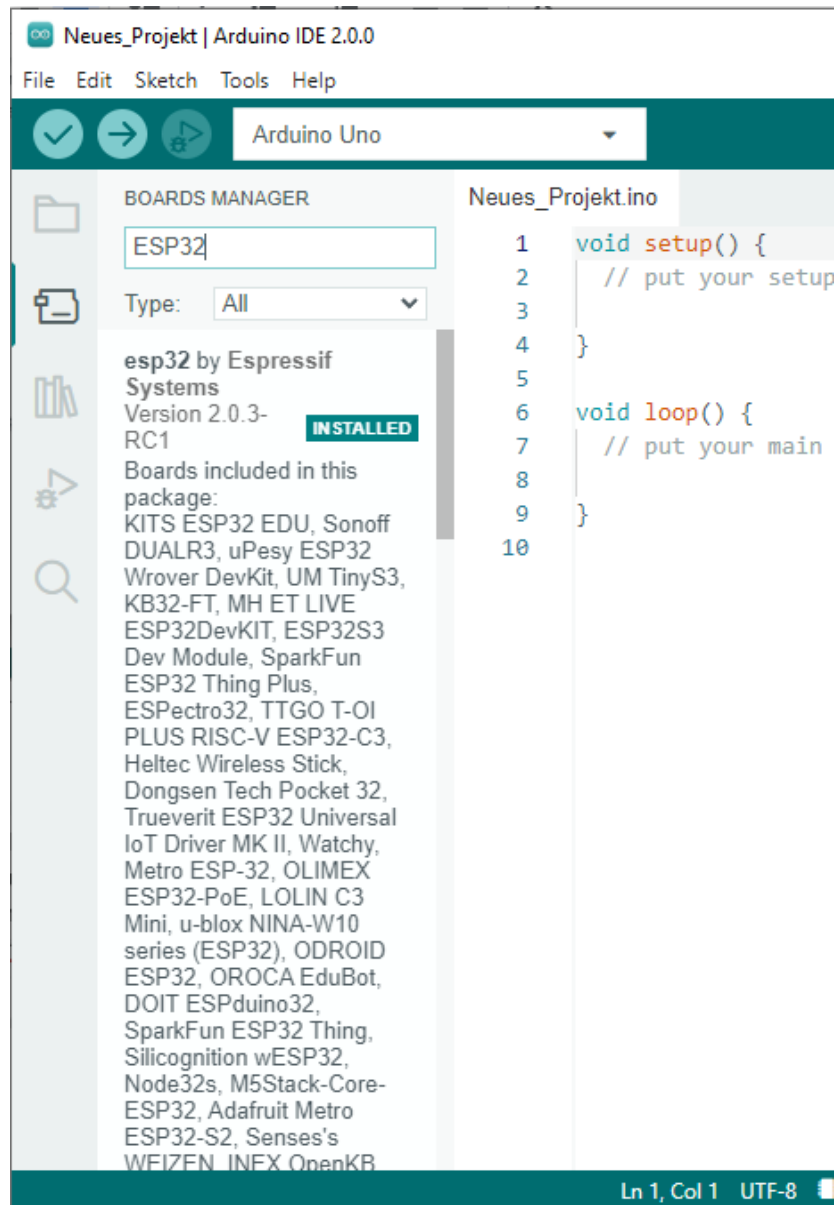 Neues_Projekt | Arduino IDE 2.0.0
File Edit Sketch Tools Help
Arduino Uno
BOARDS MANAGER
ESP32
Type: All
esp32 by Espressif
Systems
Version 2.0.3-
RC1
INSTALLED
Boards included in this
package:
KITS ESP32 EDU, Sonoff
DUALR3, uPesy ESP32
Wrover DevKit, UM TinyS3,
KB32-FT, MH ET LIVE
ESP32DevKIT, ESP32S3
Dev Module, SparkFun
ESP32 Thing Plus,
ESPectro32, TTGO T-OI
PLUS RISC-V ESP32-C3,
Heltec Wireless Stick,
Dongsen Tech Pocket 32,
Trueverit ESP32 Universal
IoT Driver MK II, Watchy,
Metro ESP-32, OLIMEX
ESP32-PoE, LOLIN C3
Mini, u-blox NINA-W10
series (ESP32), ODROID
ESP32, OROCA EduBot,
DOIT ESPduino32,
SparkFun ESP32 Thing,
Silicognition wESP32,
Node32s, M5Stack-Core-
ESP32, Adafruit Metro
ESP32-S2, Senses's
WEIZEN, INEX OpenKB
Neues_Projekt.ino
1 void setup() {
2 // put your setup
3
4 }
5
6 void loop() {
7 // put your main
8
9 }
10
Ln 1, Col 1 UTF-8